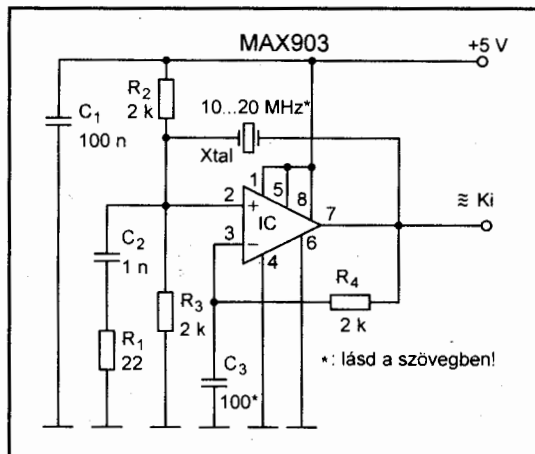 MAX903
+5 V
R2
2 k
10...20 MHz*
C1
100 n
Xtal
1
5
8
2
+
IC
7
≋ Ki
3
−
6
4
C2
1 n
R3
2 k
R4
2 k
R1
22
C3
100*
*: lásd a szövegben!